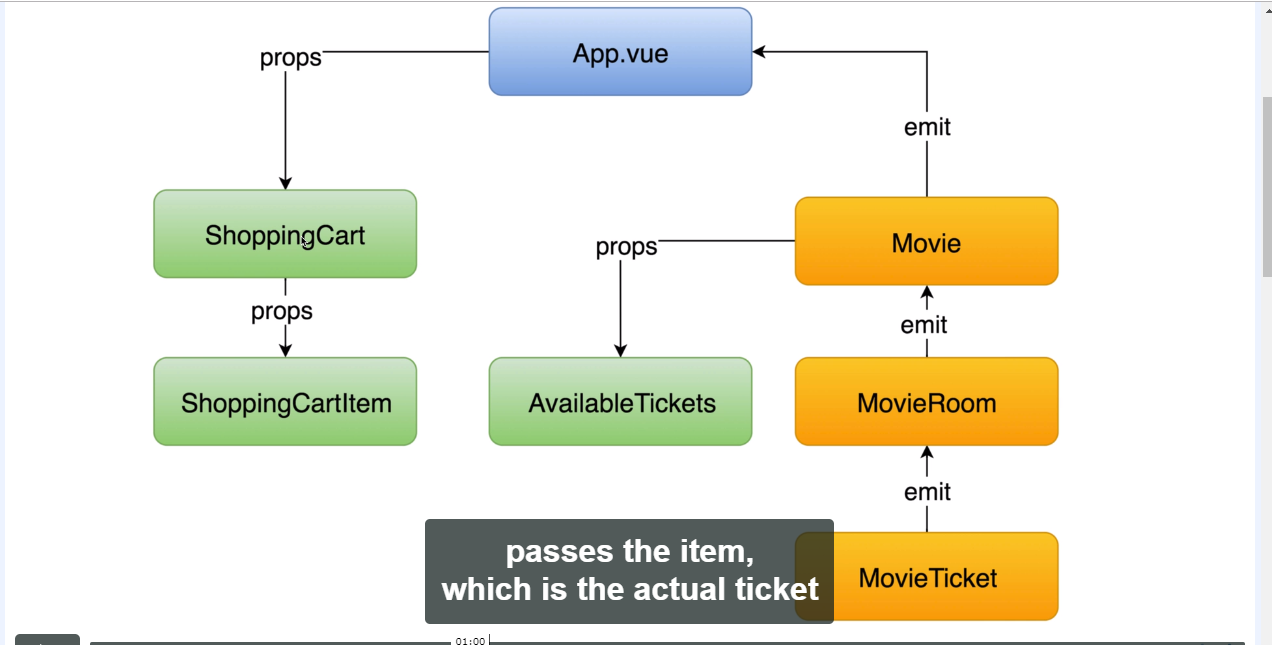 props
App.vue
emit
ShoppingCart
props
Movie
props
emit
ShoppingCartItem
AvailableTickets
MovieRoom
emit
passes the item,
which is the actual ticket
MovieTicket
01:00